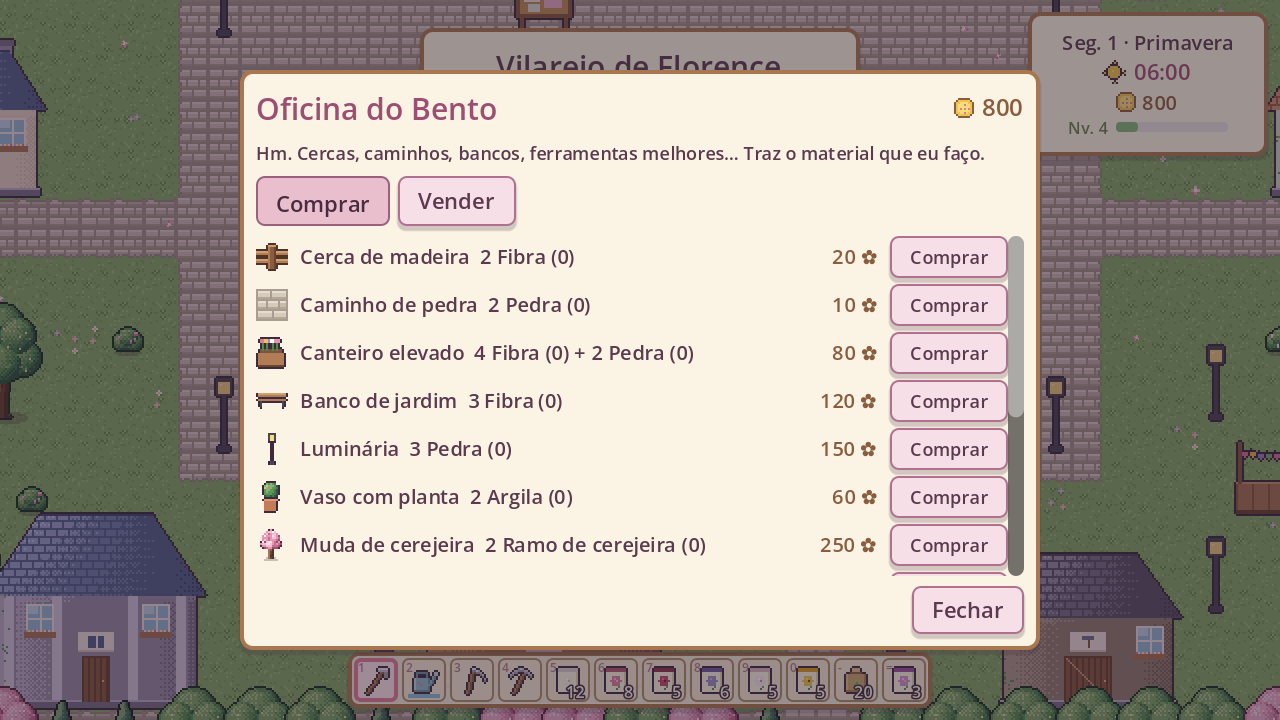 Vilarejo de Florence
Seg. 1 · Primavera
06:00
800
Nv. 4
Oficina do Bento
800
Hm. Cercas, caminhos, bancos, ferramentas melhores... Traz o material que eu faço.
Comprar
Vender
Cerca de madeira 2 Fibra (0) 20 ✿ Comprar
Caminho de pedra 2 Pedra (0) 10 ✿ Comprar
Canteiro elevado 4 Fibra (0) + 2 Pedra (0) 80 ✿ Comprar
Banco de jardim 3 Fibra (0) 120 ✿ Comprar
Luminária 3 Pedra (0) 150 ✿ Comprar
Vaso com planta 2 Argila (0) 60 ✿ Comprar
Muda de cerejeira 2 Ramo de cerejeira (0) 250 ✿ Comprar
Fechar
1 2 3 4 5 6 7 8 9 0 - =
12 8 5 6 5 5 20 3